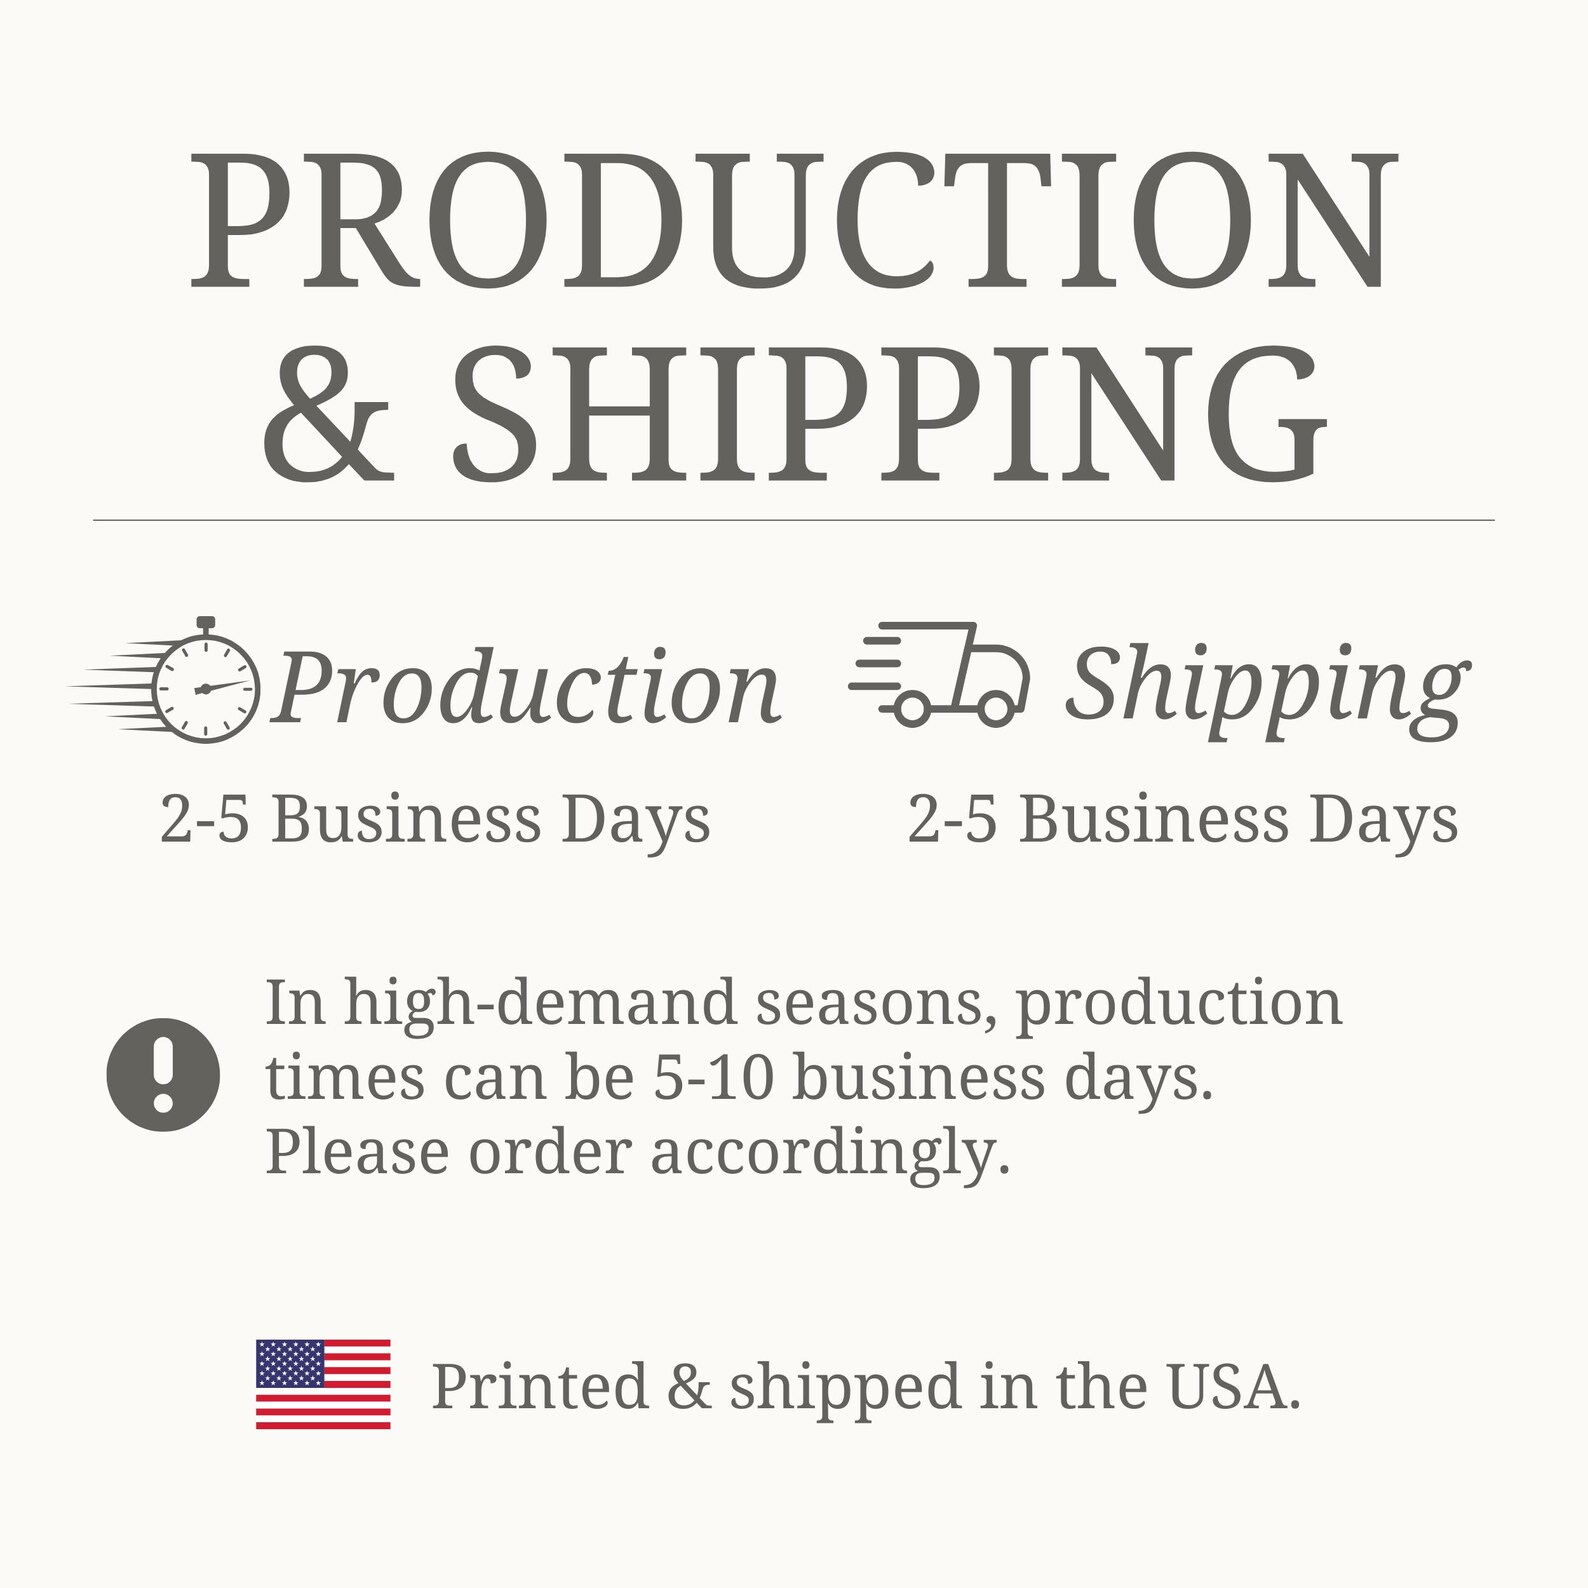 PRODUCTION
& SHIPPING
Production
2-5 Business Days
Shipping
2-5 Business Days
In high-demand seasons, production
times can be 5-10 business days.
Please order accordingly.
Printed & shipped in the USA.